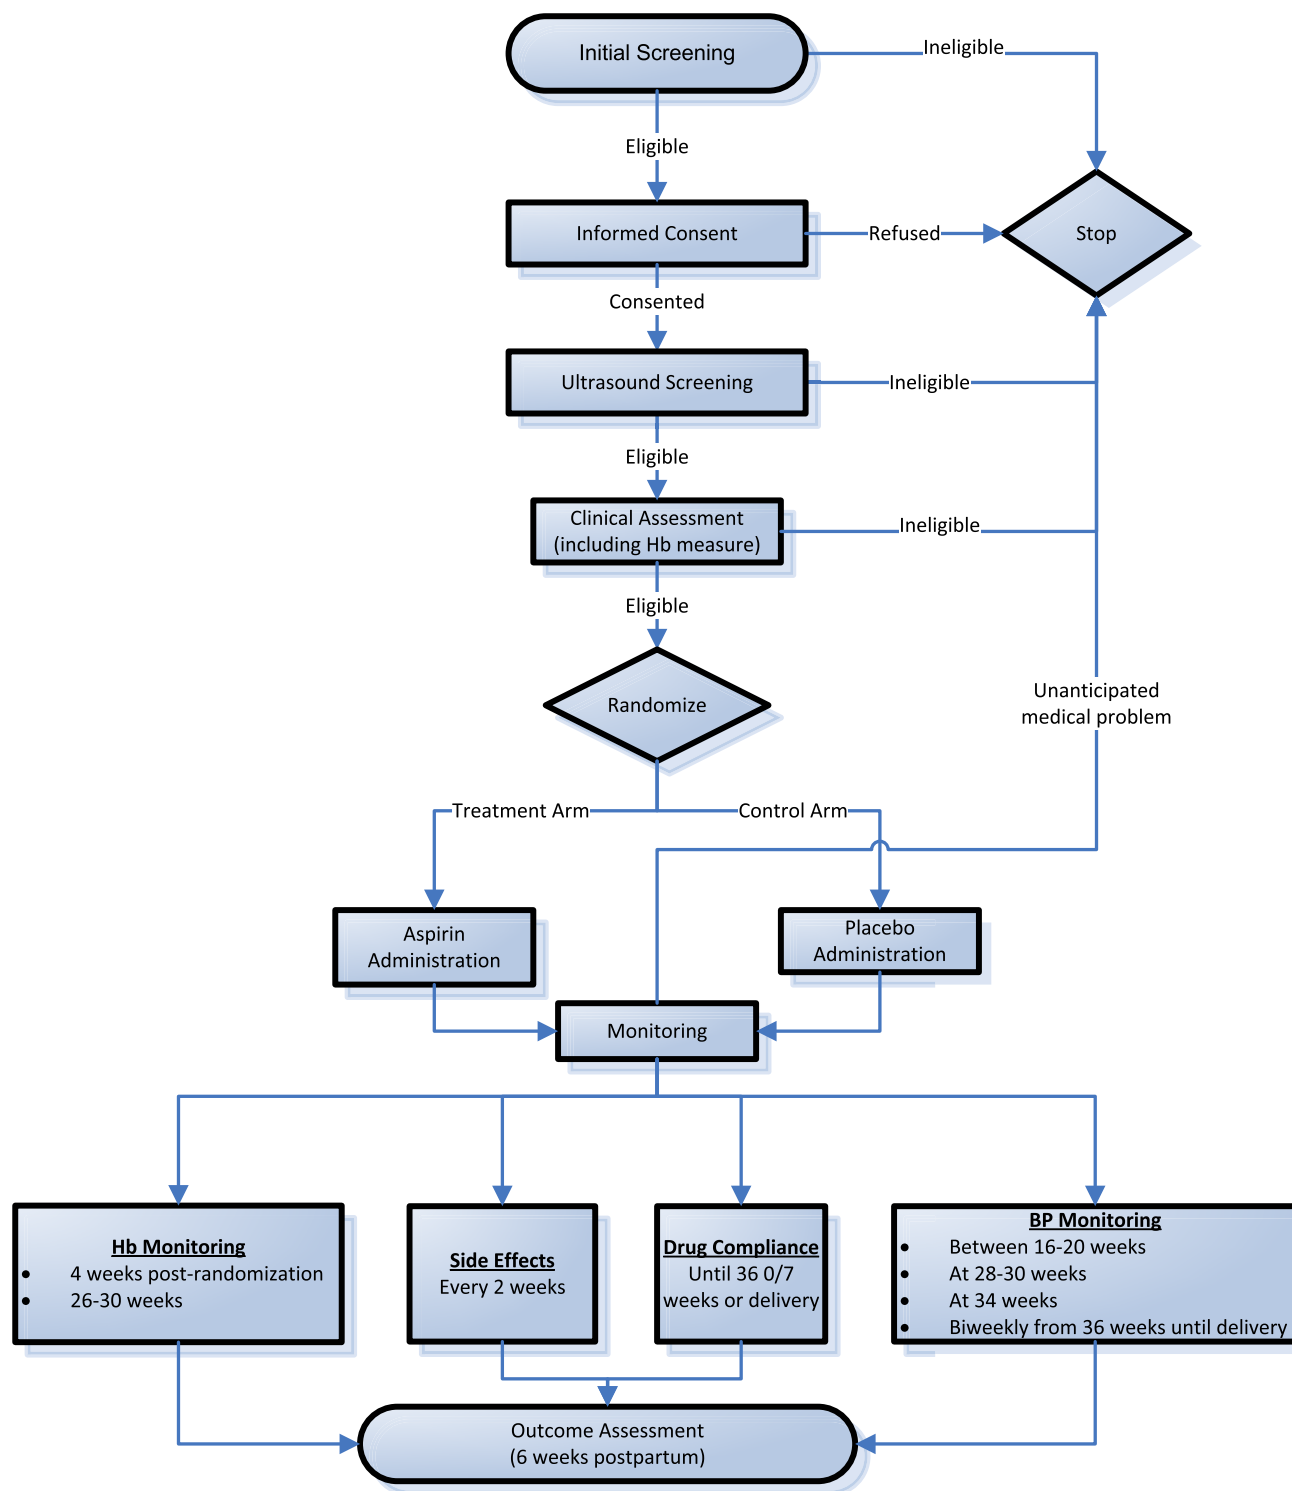 Initial Screening
Ineligible
Eligible
Informed Consent
Refused
Stop
Consented
Ultrasound Screening
Ineligible
Eligible
Clinical Assessment
(including Hb measure)
Ineligible
Eligible
Randomize
Unanticipated
medical problem
Treatment Arm
Control Arm
Aspirin
Administration
Placebo
Administration
Monitoring
Hb Monitoring
• 4 weeks post-randomization
• 26-30 weeks
Side Effects
Every 2 weeks
Drug Compliance
Until 36 0/7
weeks or delivery
BP Monitoring
• Between 16-20 weeks
• At 28-30 weeks
• At 34 weeks
• Biweekly from 36 weeks until delivery
Outcome Assessment
(6 weeks postpartum)